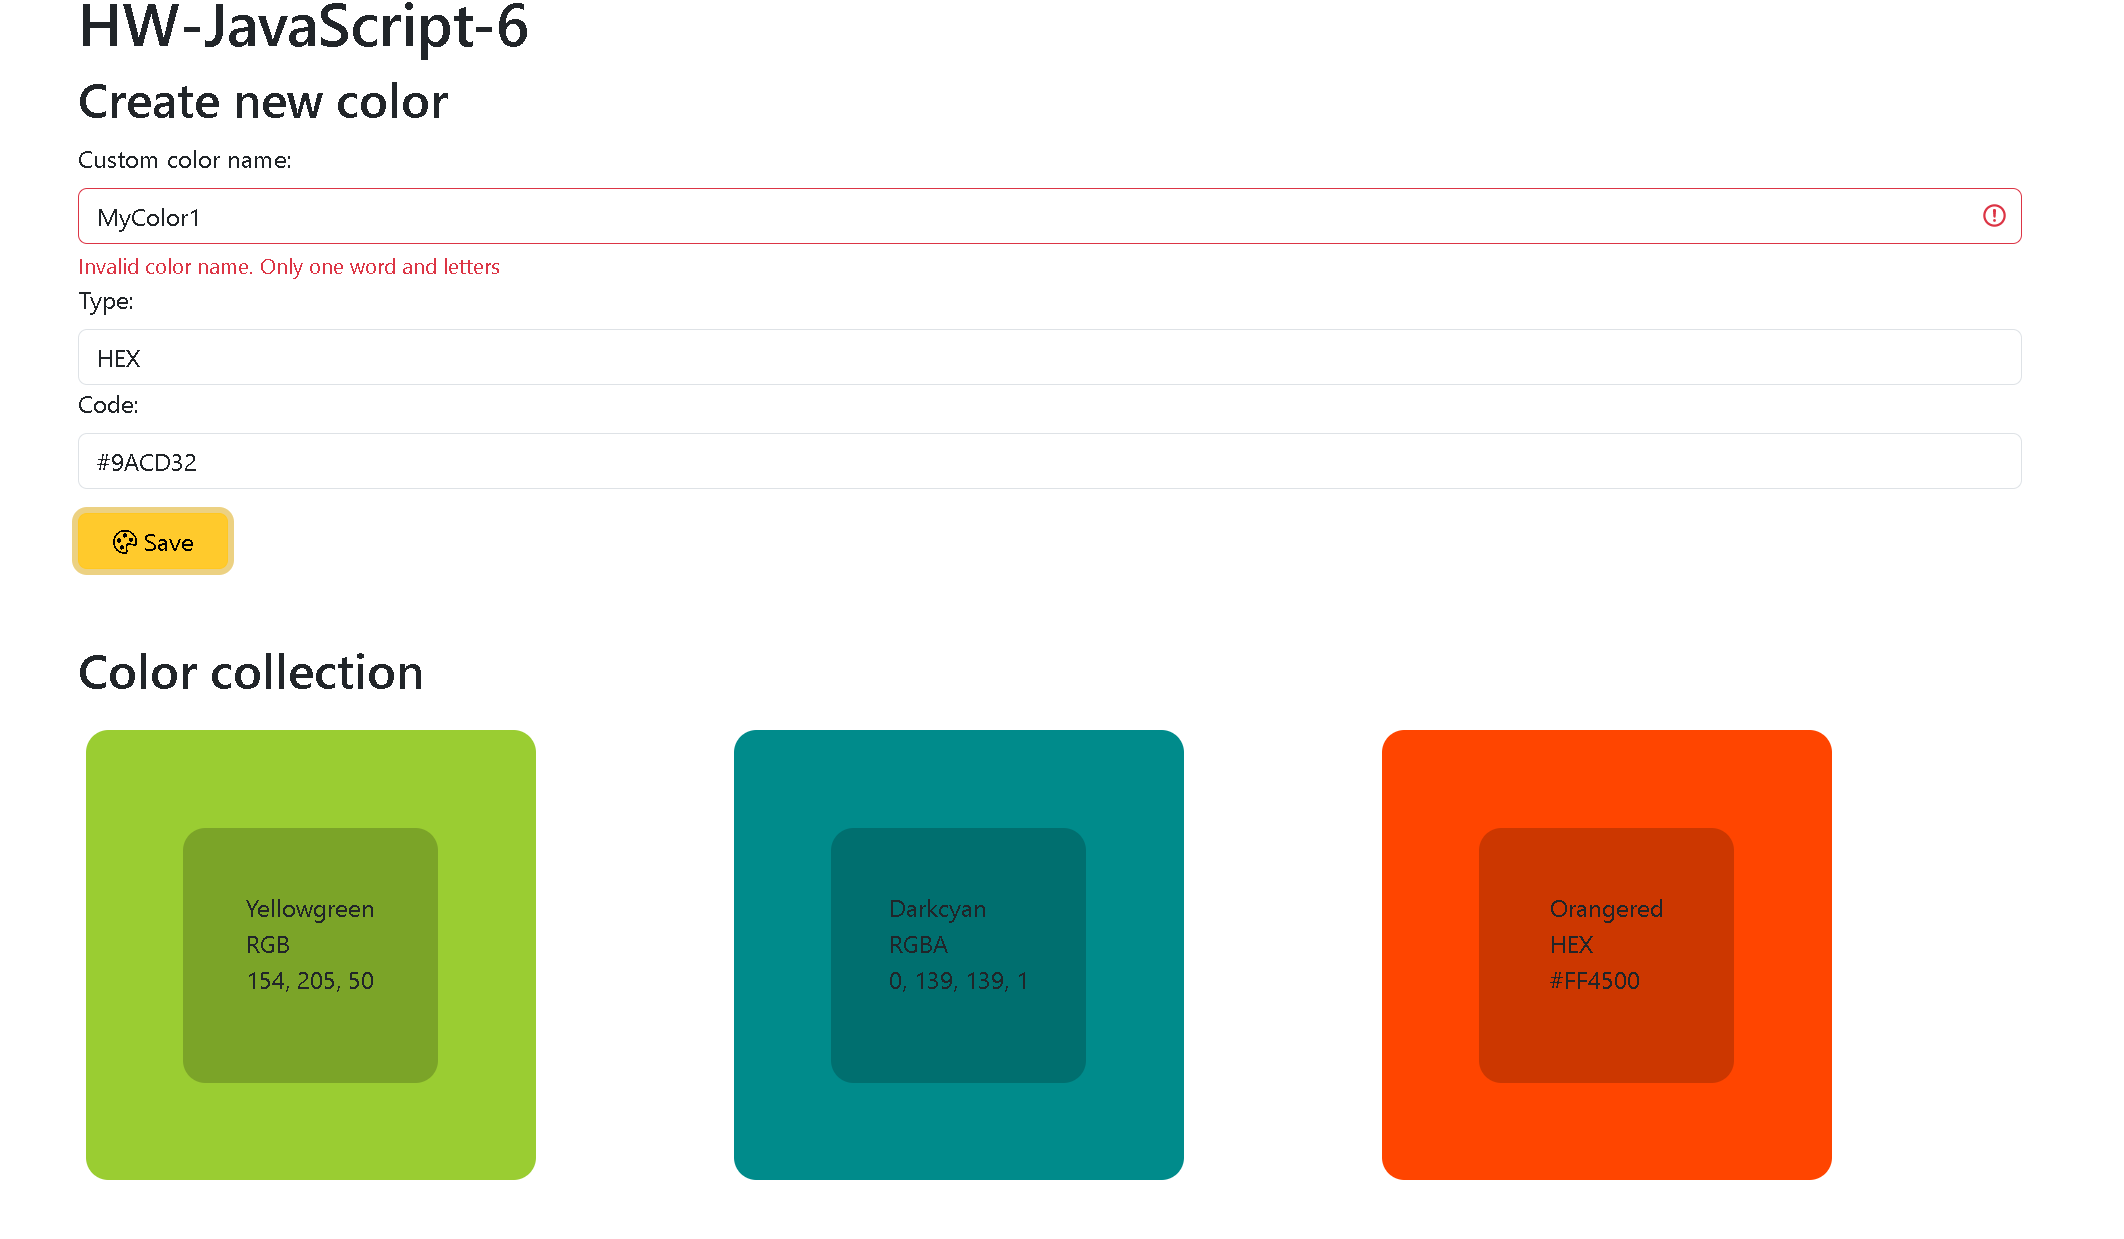 HW-JavaScript-6
Create new color
Custom color name:
MyColor1
Invalid color name. Only one word and letters
Type:
HEX
Code:
#9ACD32
Save
Color collection
Yellowgreen
RGB
154, 205, 50
Darkcyan
RGBA
0, 139, 139, 1
Orangered
HEX
#FF4500